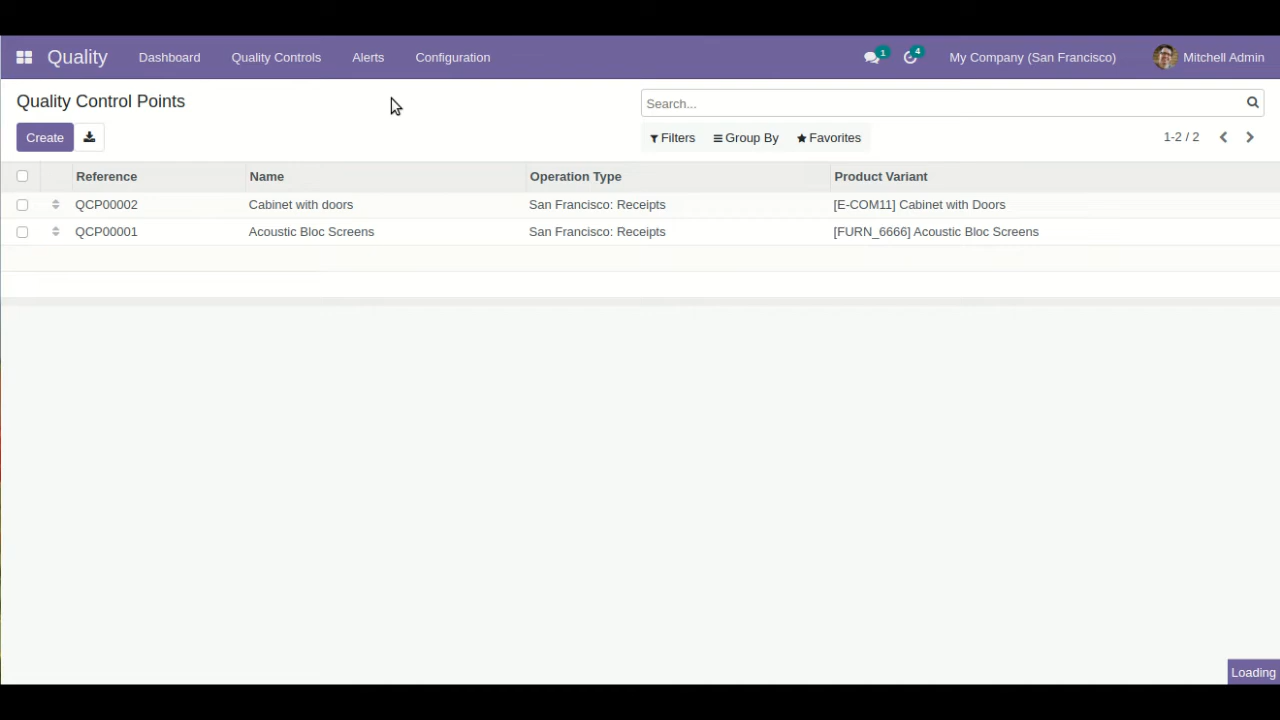 Quality Dashboard Quality Controls Alerts Configuration 1 4 My Company (San Francisco) Mitchell Admin
Quality Control Points Search...
Create Filters Group By Favorites 1-2 / 2
Reference Name Operation Type Product Variant
QCP00002 Cabinet with doors San Francisco: Receipts [E-COM11] Cabinet with Doors
QCP00001 Acoustic Bloc Screens San Francisco: Receipts [FURN_6666] Acoustic Bloc Screens
Loading